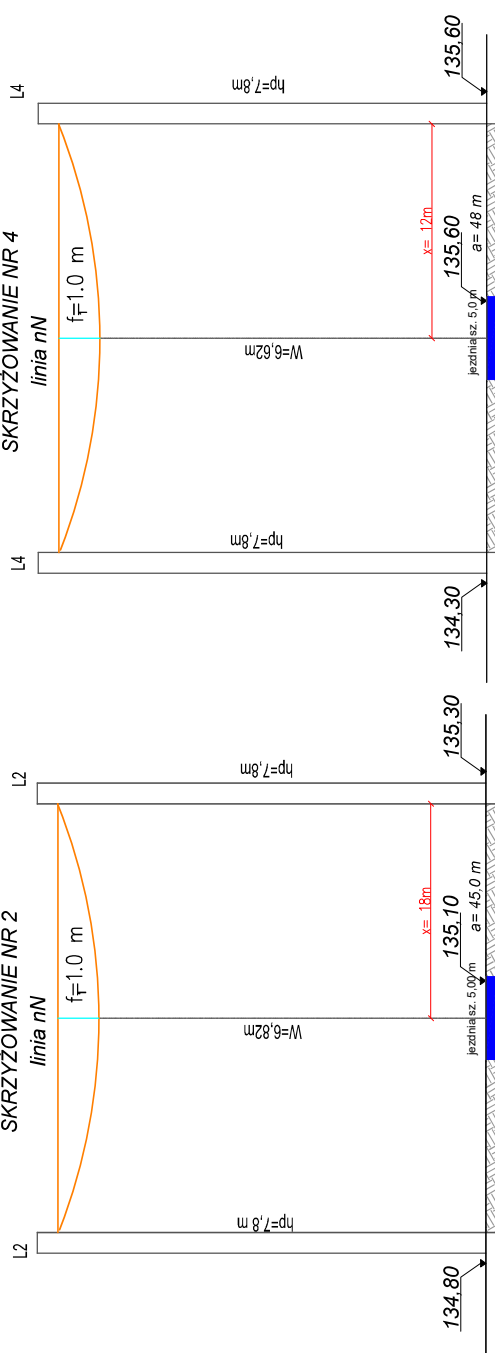 SKRZYŻOWANIE NR 2
linia nN
L2
L2
f=1.0 m
hp=7,8 m
hp=7,8m
W=6,82m
x= 18m
134,80
135,10
135,30
a= 45,0 m
jezdnia sz. 5,00 m
SKRZYŻOWANIE NR 4
linia nN
L4
L4
f=1.0 m
hp=7,8m
hp=7,8m
W=6,62m
x= 12m
134,30
135,60
135,60
a= 48 m
jezdnia sz. 5,0 m